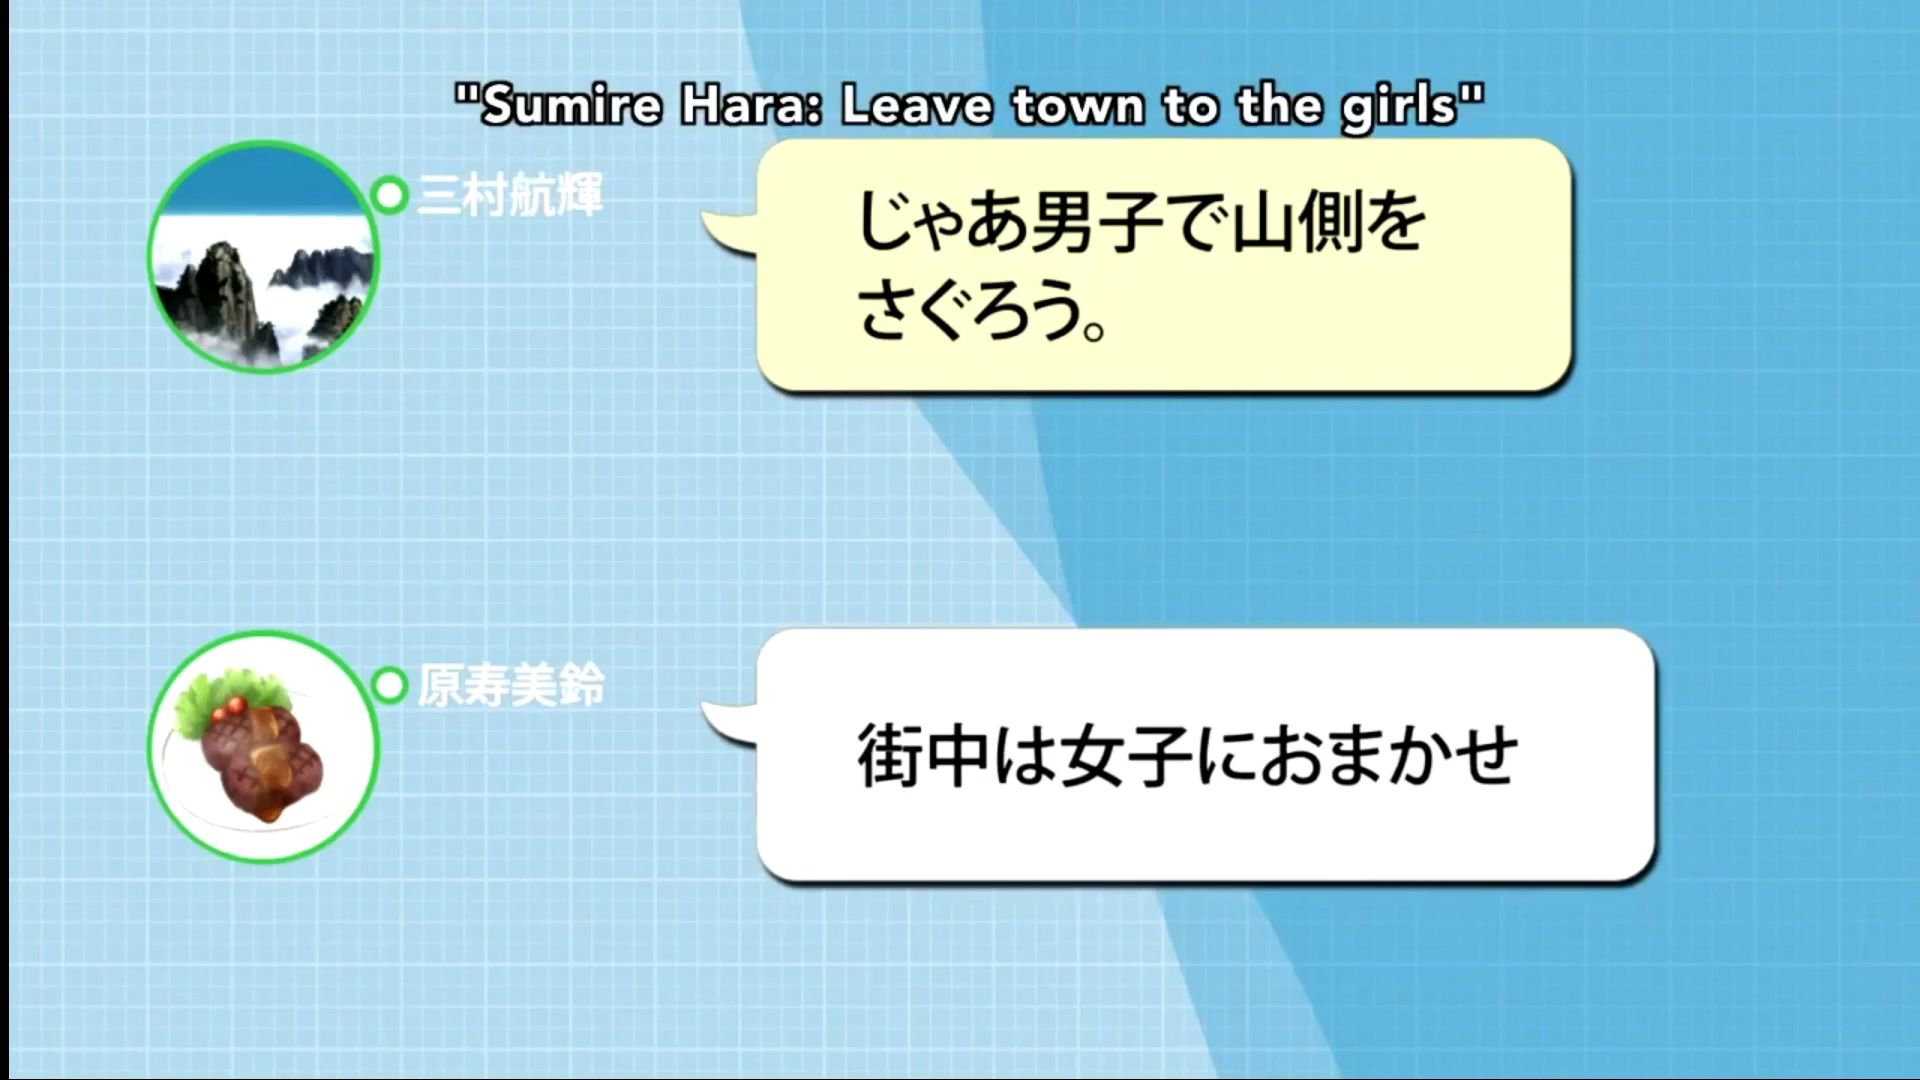 "Sumire Hara: Leave town to the girls"
三村航輝
じゃあ男子で山側を
さぐろう。
原寿美鈴
街中は女子におまかせ